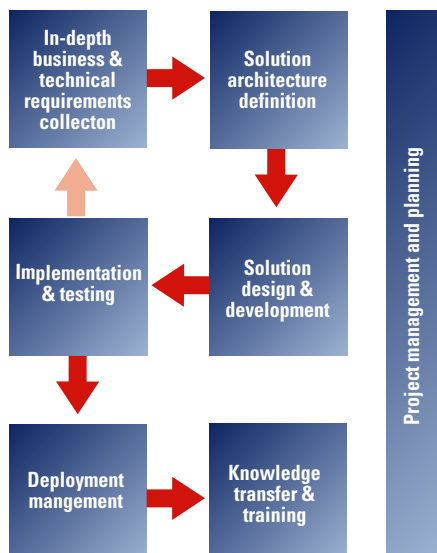 In-depth
business &
technical
requirements
collecton
Solution
architecture
definition
Implementation
& testing
Solution
design &
development
Deployment
mangement
Knowledge
transfer &
training
Project management and planning